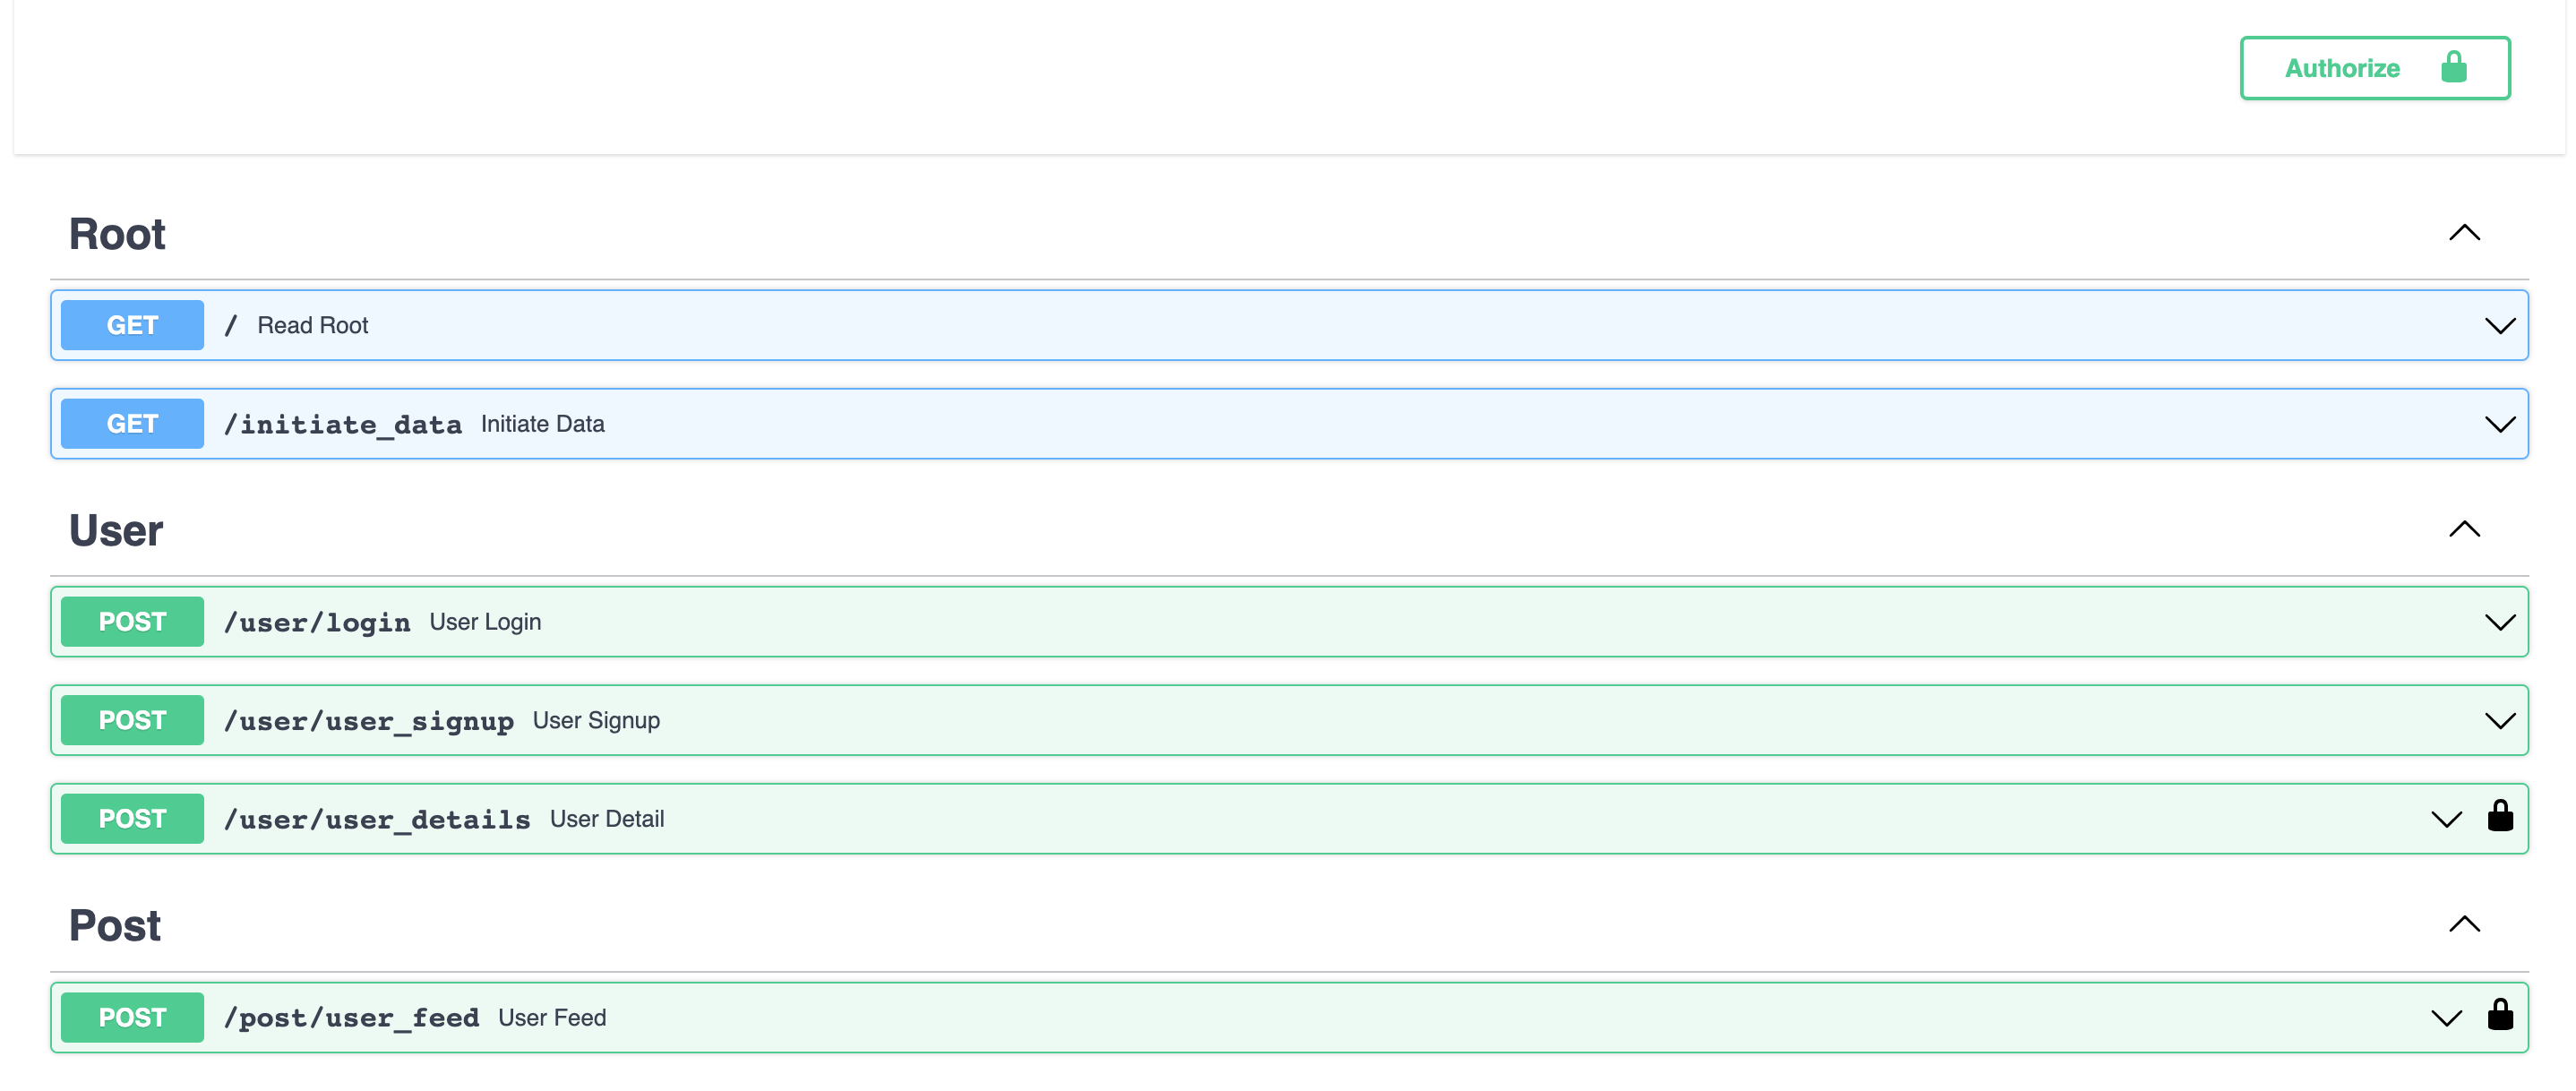 Authorize
Root
GET / Read Root
GET /initiate_data Initiate Data
User
POST /user/login User Login
POST /user/user_signup User Signup
POST /user/user_details User Detail
Post
POST /post/user_feed User Feed